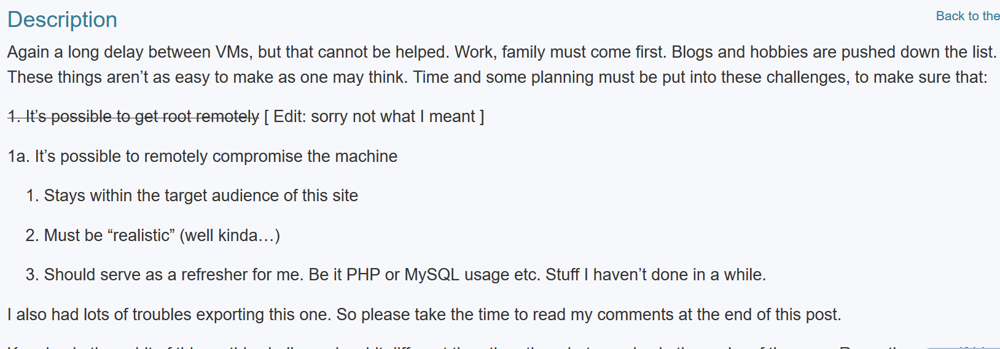 Description
Back to the
Again a long delay between VMs, but that cannot be helped. Work, family must come first. Blogs and hobbies are pushed down the list.
These things aren’t as easy to make as one may think. Time and some planning must be put into these challenges, to make sure that:
1. It’s possible to get root remotely [ Edit: sorry not what I meant ]
1a. It’s possible to remotely compromise the machine
1. Stays within the target audience of this site
2. Must be “realistic” (well kinda…)
3. Should serve as a refresher for me. Be it PHP or MySQL usage etc. Stuff I haven’t done in a while.
I also had lots of troubles exporting this one. So please take the time to read my comments at the end of this post.